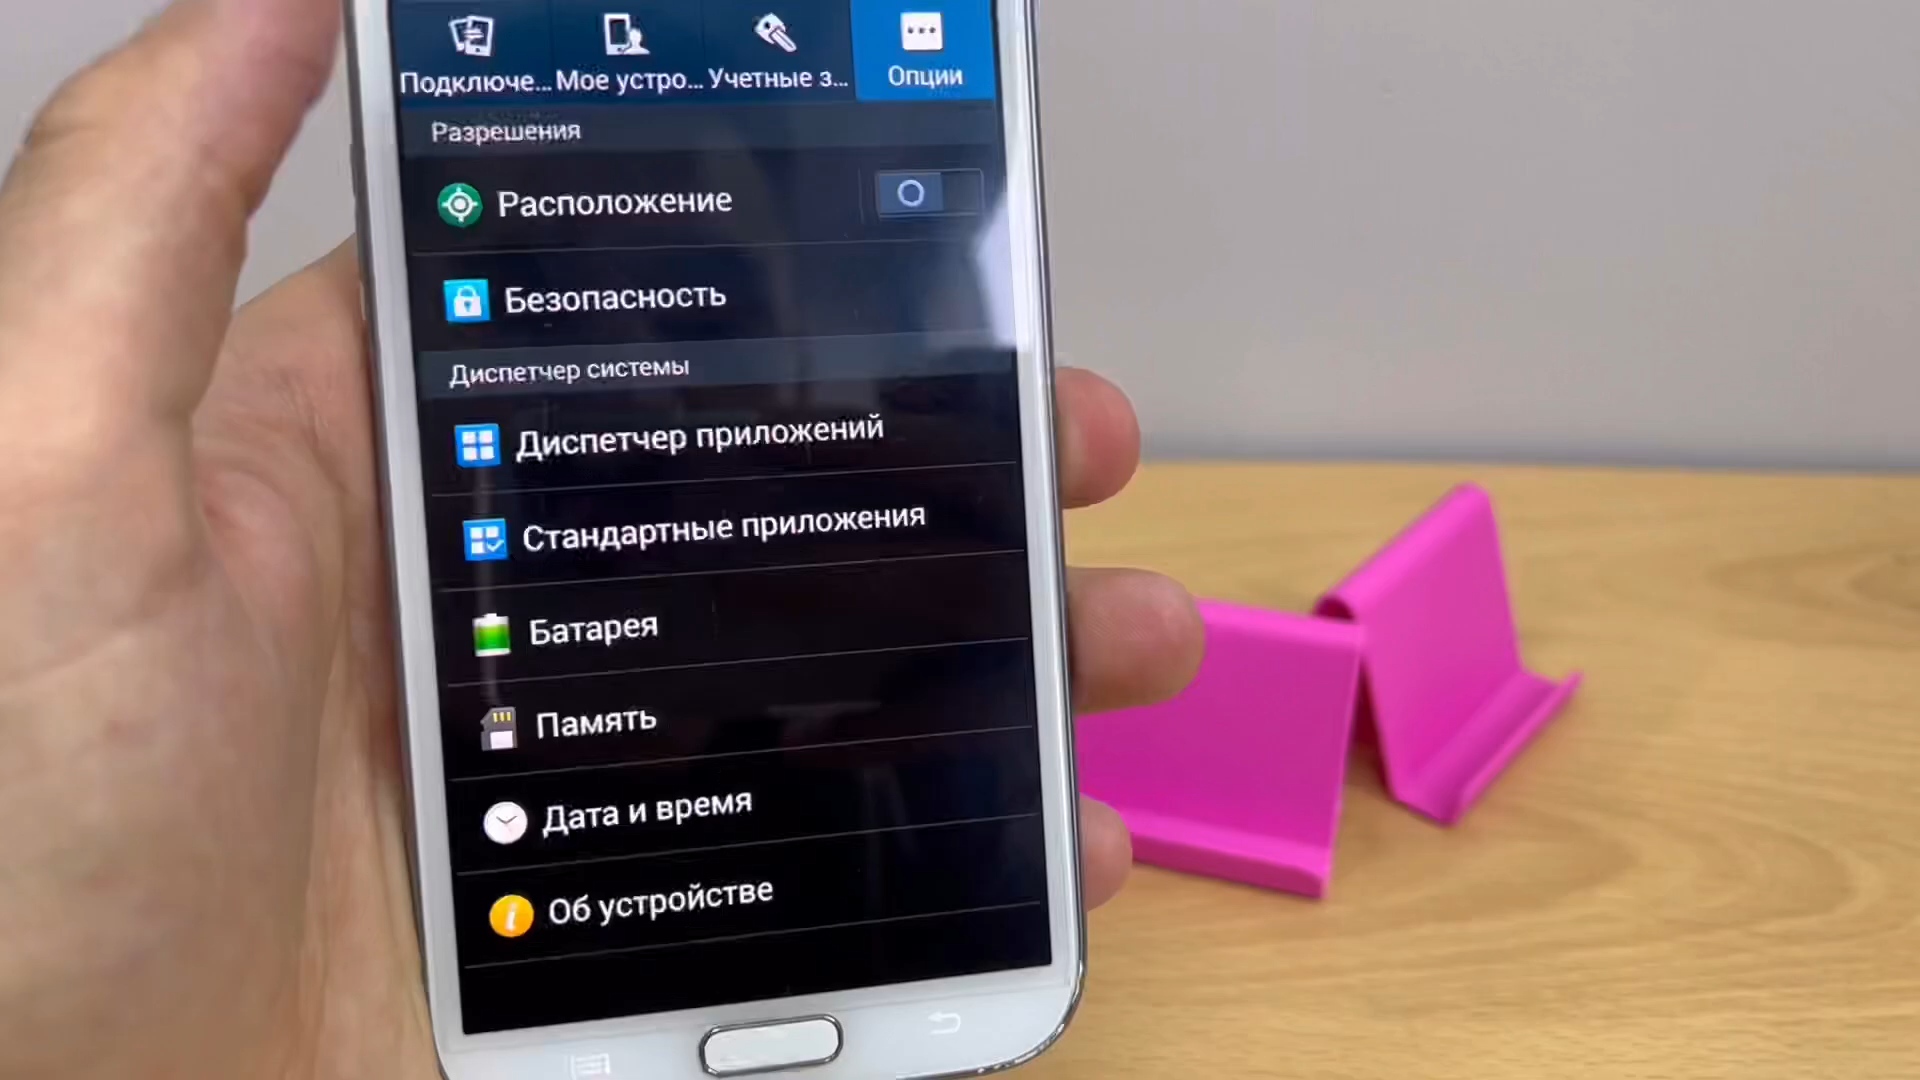 Подключе... Мое устро... Учетные з... Опции
Разрешения
Расположение
Безопасность
Диспетчер системы
Диспетчер приложений
Стандартные приложения
Батарея
Память
Дата и время
Об устройстве